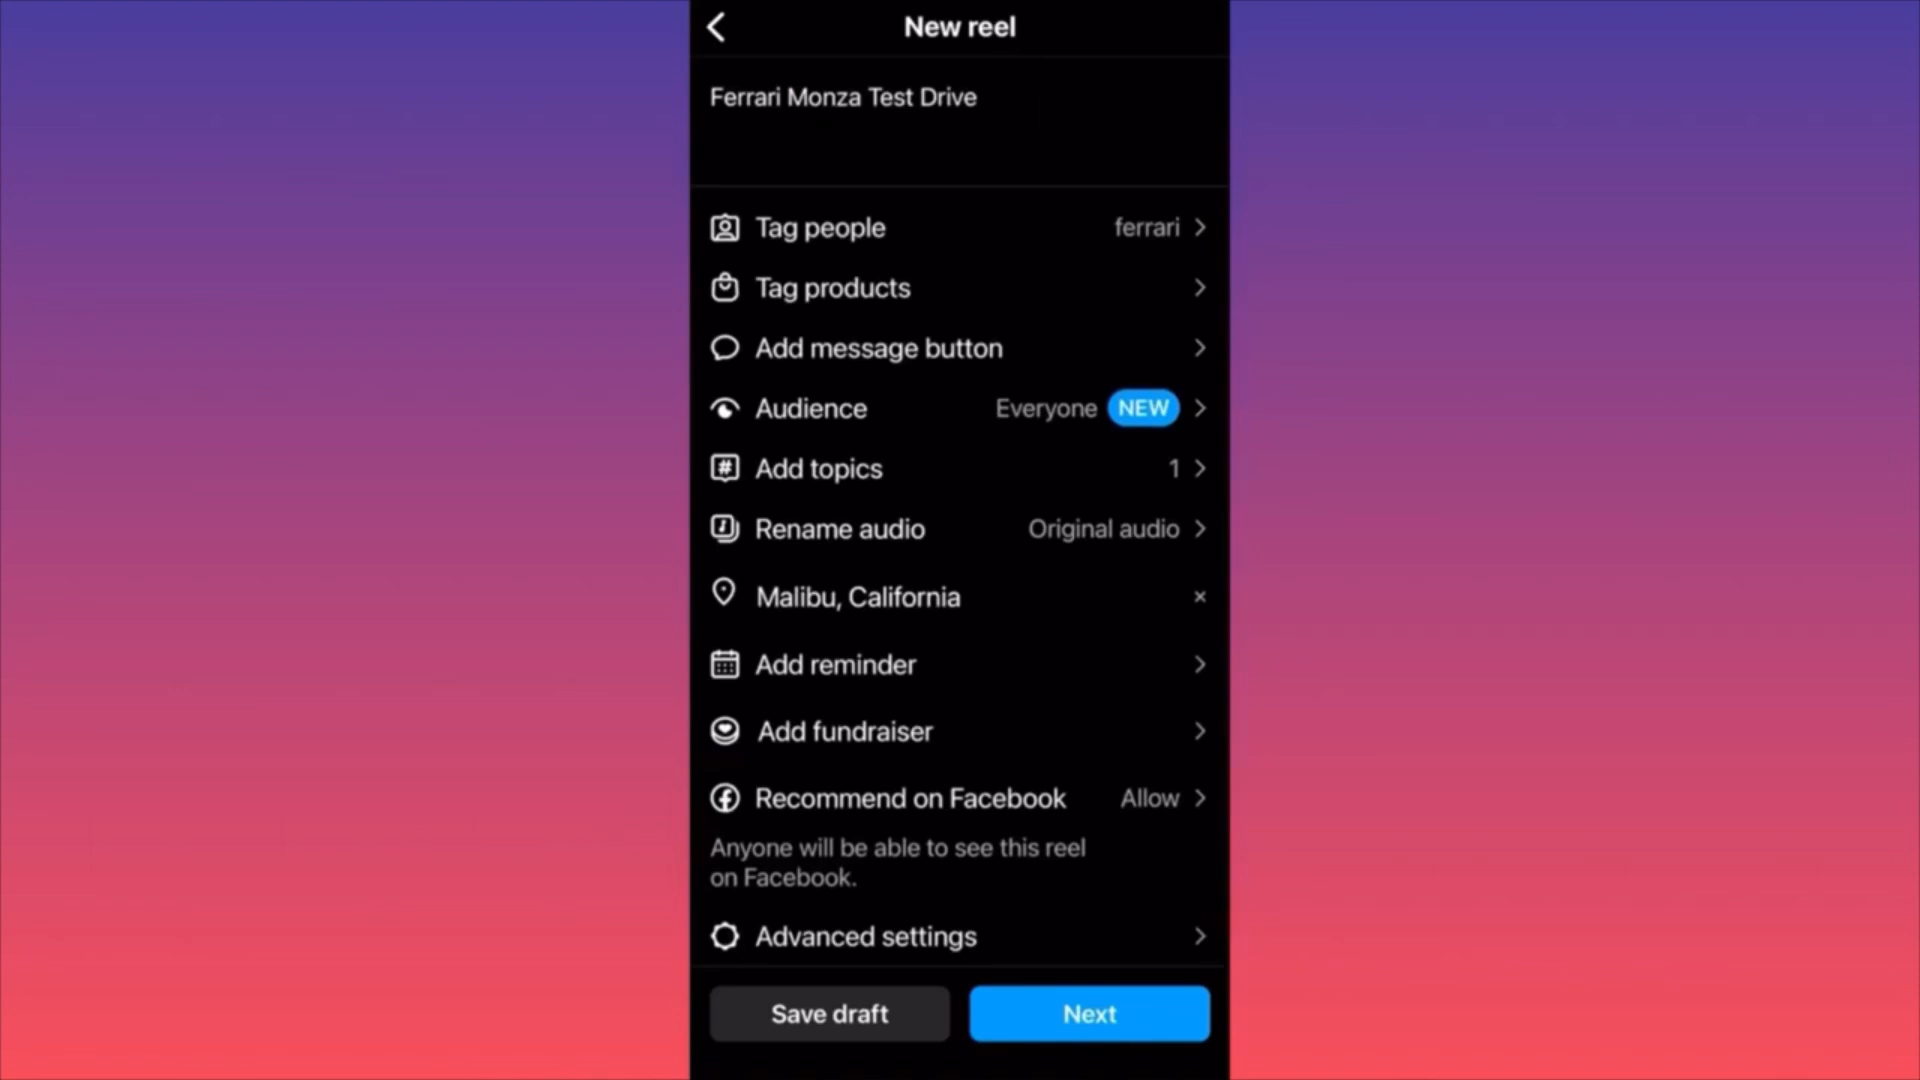 New reel
Ferrari Monza Test Drive
Tag people ferrari
Tag products
Add message button
Audience Everyone NEW
Add topics 1
Rename audio Original audio
Malibu, California
Add reminder
Add fundraiser
Recommend on Facebook Allow
Anyone will be able to see this reel
on Facebook.
Advanced settings
Save draft Next